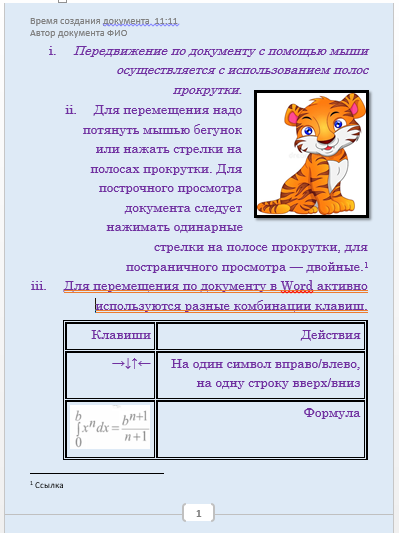 Время создания документа 11:11
Автор документа ФИО
i. Передвижение по документу с помощью мыши
осуществляется с использованием полос
прокрутки.
ii. Для перемещения надо
потянуть мышью бегунок
или нажать стрелки на
полосах прокрутки. Для
построчного просмотра
документа следует
нажимать одинарные
стрелки на полосе прокрутки, для
постраничного просмотра — двойные.¹
iii. Для перемещения по документу в Word активно
используются разные комбинации клавиш.
Клавиши Действия
→↓↑← На один символ вправо/влево,
на одну строку вверх/вниз
∫₀ᵇ xⁿdx = bⁿ⁺¹/n+1 Формула
¹ Ссылка
1